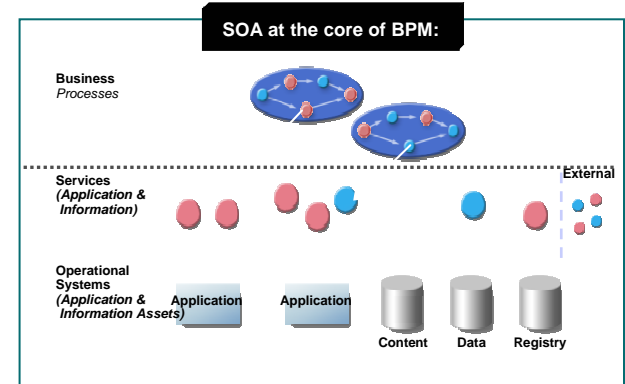 SOA at the core of BPM:
Business
Processes
External
Services
(Application &
Information)
Operational
Systems
(Application &
Information Assets)
Application
Application
Content
Data
Registry